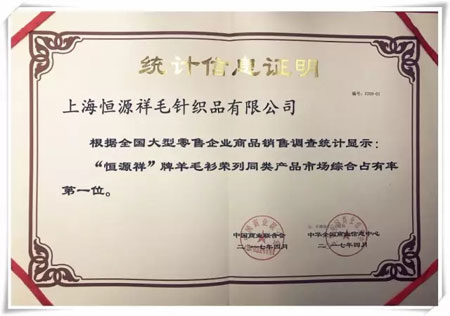 统计信息证明
上海恒源祥毛针织品有限公司
根据全国大型零售企业商品销售调查统计显示：
“恒源祥”牌羊毛衫荣列同类产品市场综合占有率
第一位。
中国商业联合会 中华全国商业信息中心
二〇一七年四月 二〇一七年四月